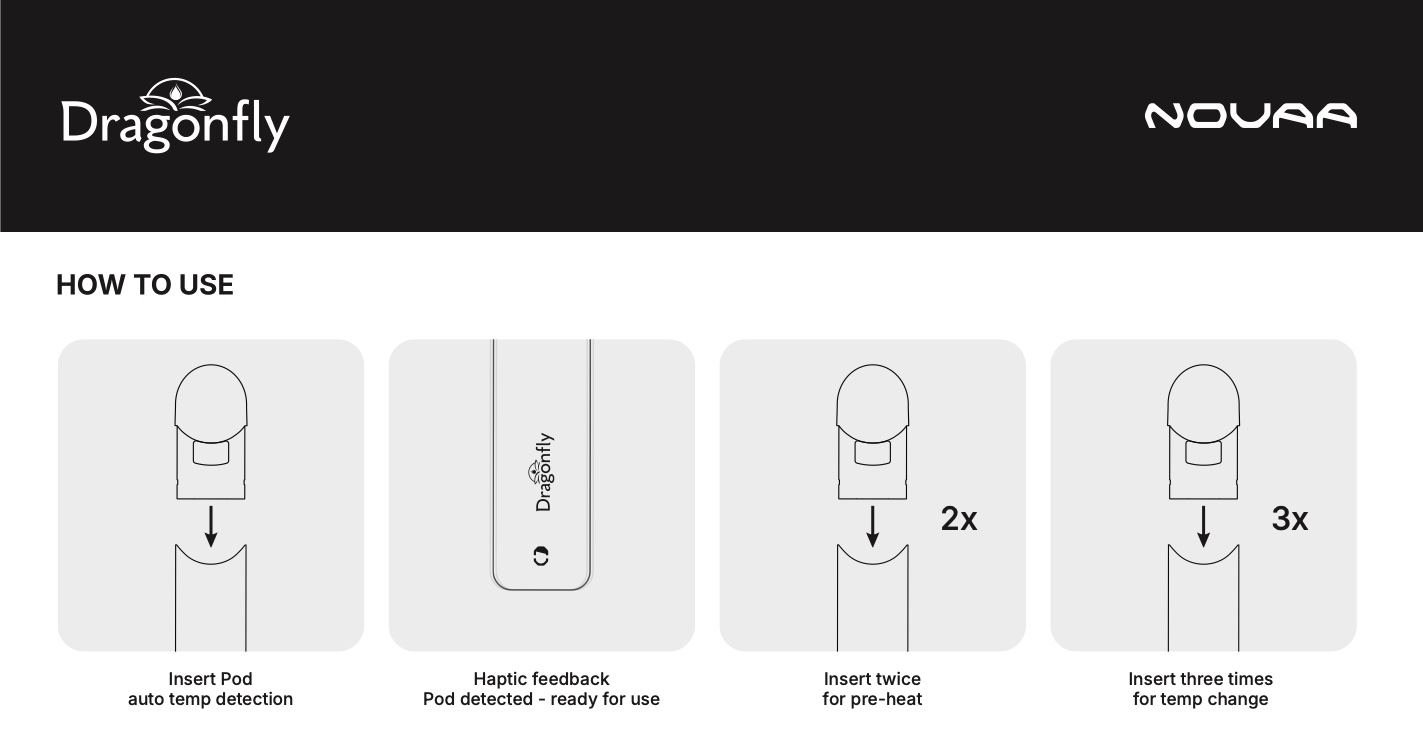 Dragonfly
NOVAA
HOW TO USE
Dragonfly
2x
3x
Insert Pod
auto temp detection
Haptic feedback
Pod detected - ready for use
Insert twice
for pre-heat
Insert three times
for temp change